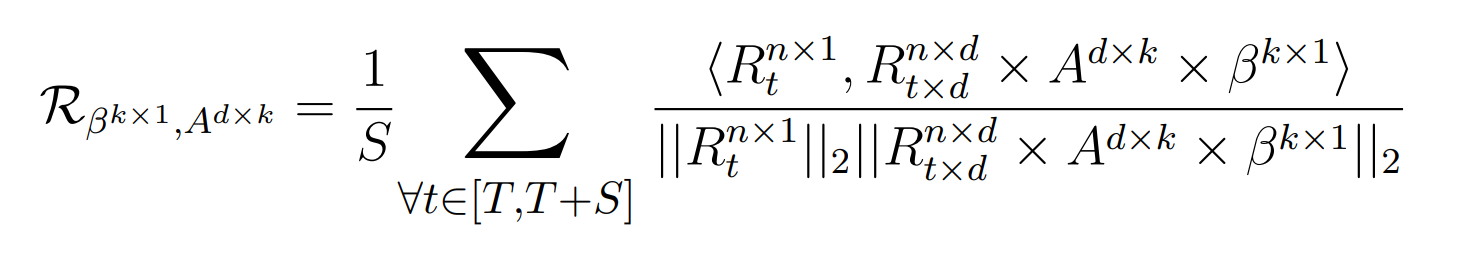 $\mathcal{R}_{\beta^{k\times 1},A^{d\times k}} = \frac{1}{S} \sum_{\forall t\in[T,T+S]} \frac{\langle R_t^{n\times 1}, R_{t\times d}^{n\times d} \times A^{d\times k} \times \beta^{k\times 1} \rangle}{||R_t^{n\times 1}||_2 ||R_{t\times d}^{n\times d} \times A^{d\times k} \times \beta^{k\times 1}||_2}$